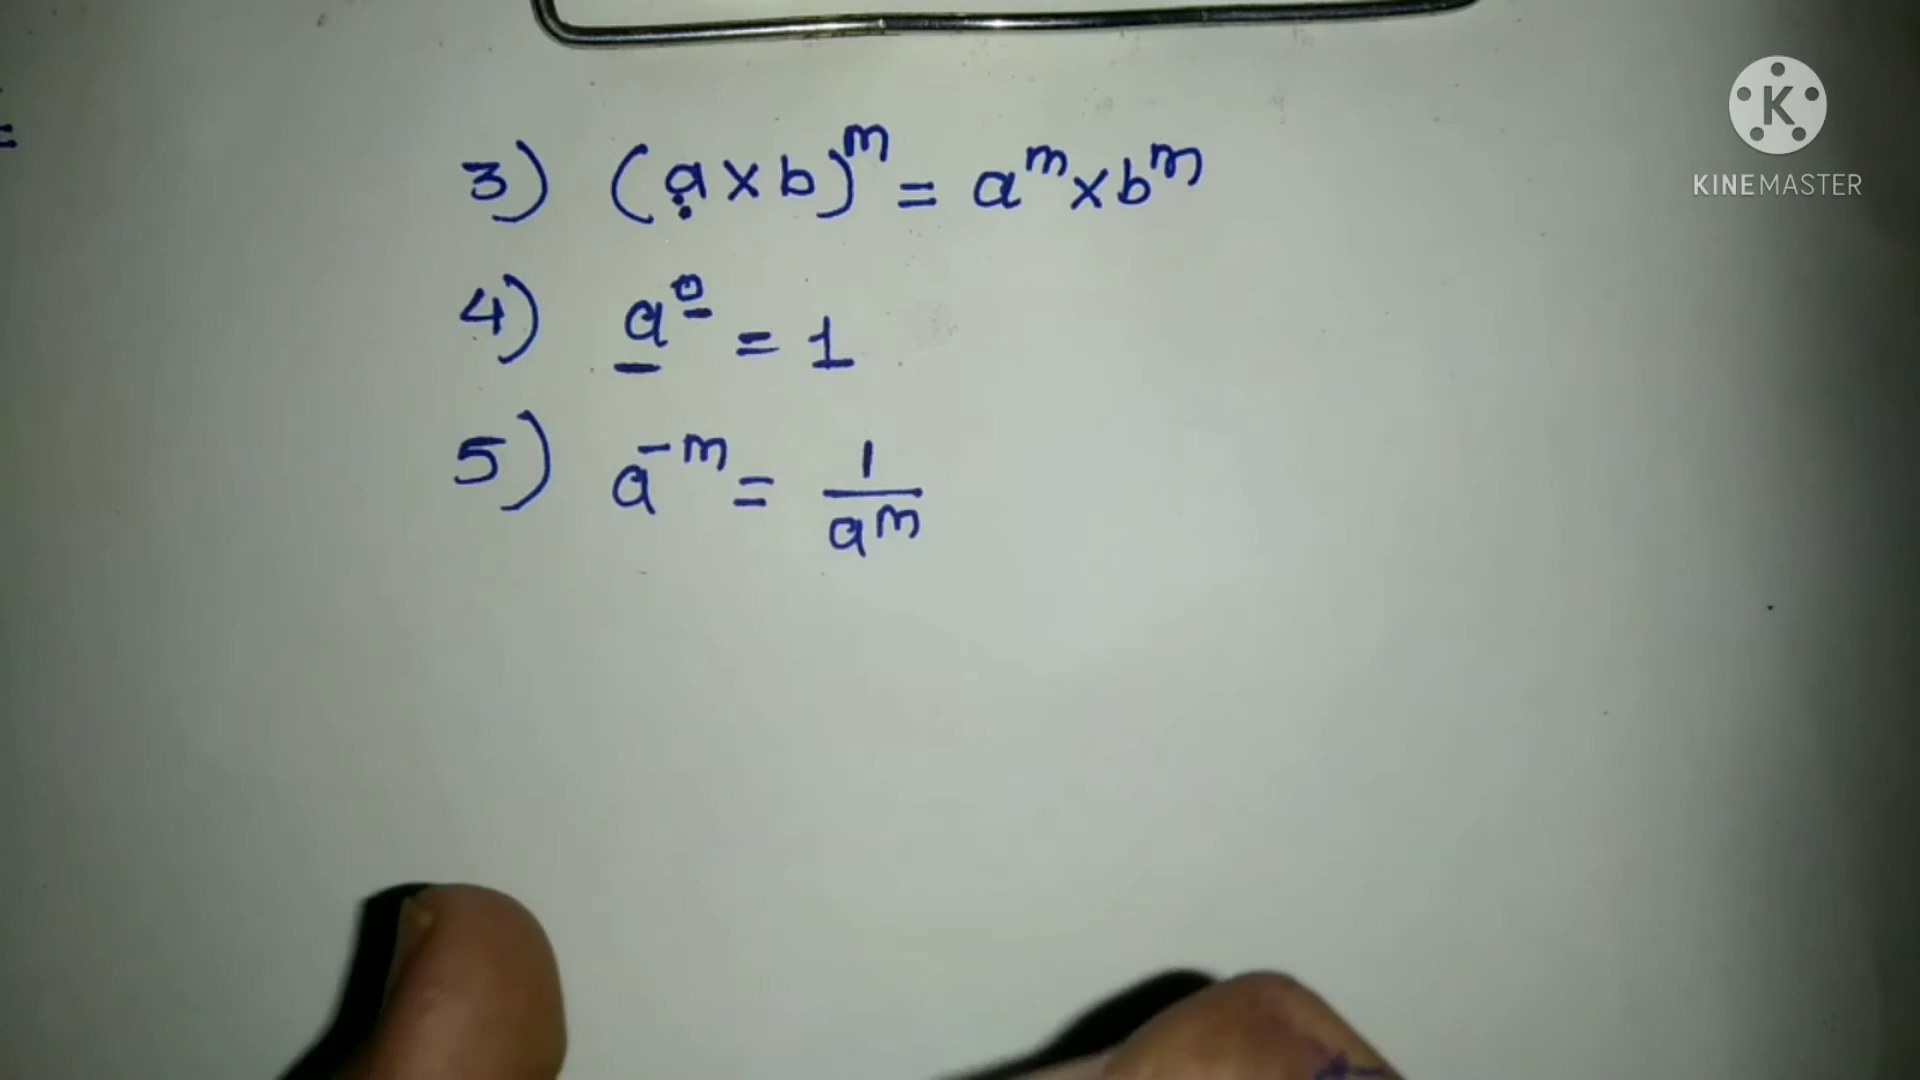 =
3) (a×b)^m = a^m×b^m
4) a^0 = 1
5) a^-m = 1/a^m
K
KINEMASTER